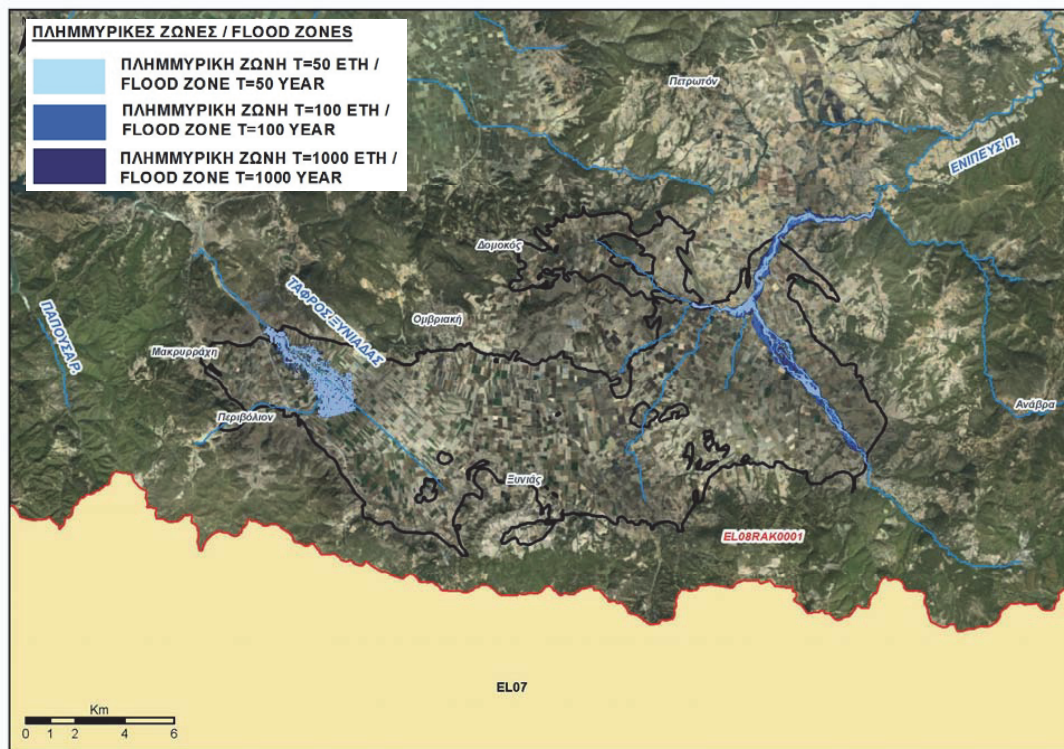 ΠΛΗΜΜΥΡΙΚΕΣ ΖΩΝΕΣ / FLOOD ZONES
ΠΛΗΜΜΥΡΙΚΗ ΖΩΝΗ Τ=50 ΕΤΗ /
FLOOD ZONE T=50 YEAR
ΠΛΗΜΜΥΡΙΚΗ ΖΩΝΗ Τ=100 ΕΤΗ /
FLOOD ZONE T=100 YEAR
ΠΛΗΜΜΥΡΙΚΗ ΖΩΝΗ Τ=1000 ΕΤΗ /
FLOOD ZONE T=1000 YEAR
Πετρωτόν
ΕΝΙΠΕΥΣ Π.
Δομοκός
ΤΑΦΡΟΣ ΞΥΝΙΑΔΑΣ
ΠΑΠΟΥΣΑ Ρ.
Ομβριακή
Μακρυρράχη
Ανάβρα
Περιβόλιον
Ξυνιάς
EL08RAK0001
EL07
Km
0 1 2 4 6